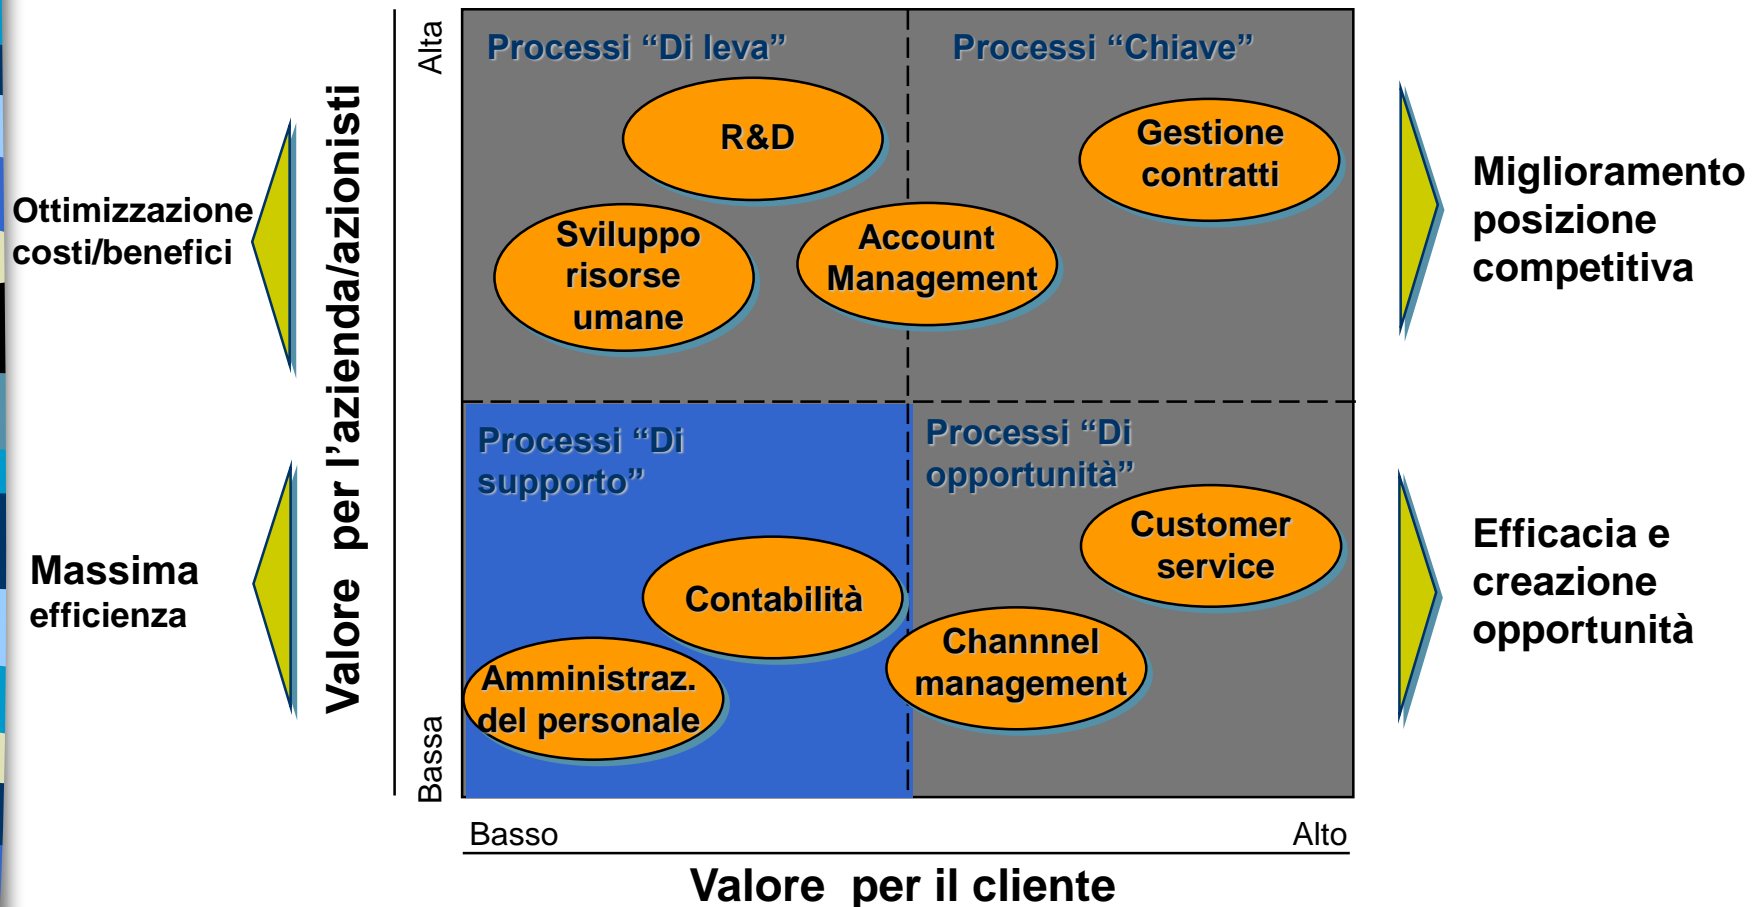 Alta
Processi “Di leva”
Processi “Chiave”
R&D
Gestione
contratti
Sviluppo
risorse
umane
Account
Management
Ottimizzazione
costi/benefici
Valore per l’azienda/azionisti
Miglioramento
posizione
competitiva
Processi “Di
supporto”
Processi “Di
opportunità”
Customer
service
Contabilità
Channnel
management
Amministraz.
del personale
Massima
efficienza
Efficacia e
creazione
opportunità
Bassa
Basso
Alto
Valore per il cliente